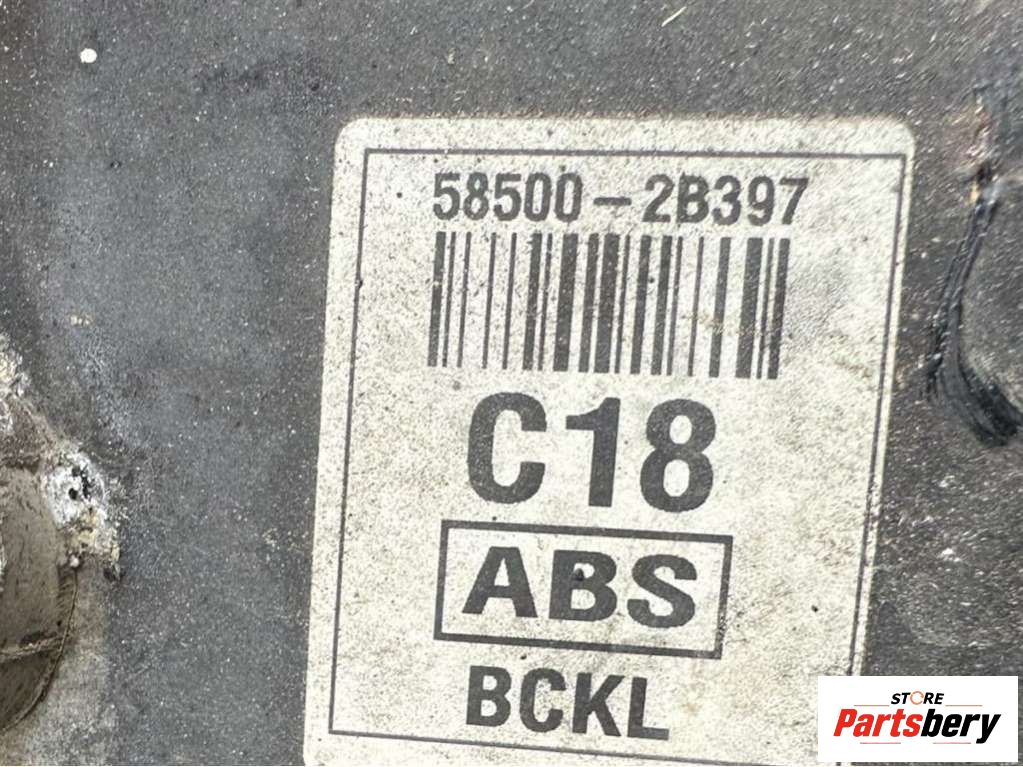 58500-2B397
C18
ABS
BCKL
STORE
Partsbery